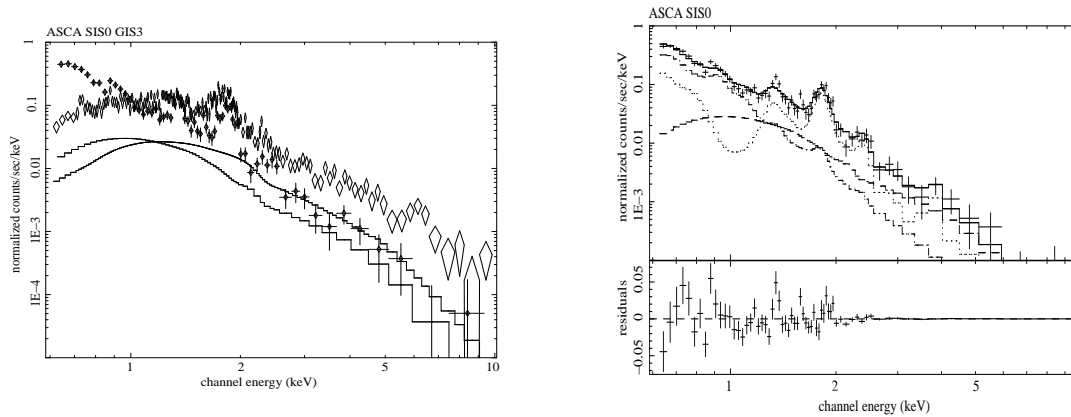 ASCA SIS0 GIS3
normalized counts/sec/keV
1
0.1
0.01
1E−3
1E−4
1
2
5
10
channel energy (keV)
ASCA SIS0
normalized counts/sec/keV
1
0.1
0.01
1E−3
residuals
0.05
0
−0.05
1
2
5
channel energy (keV)